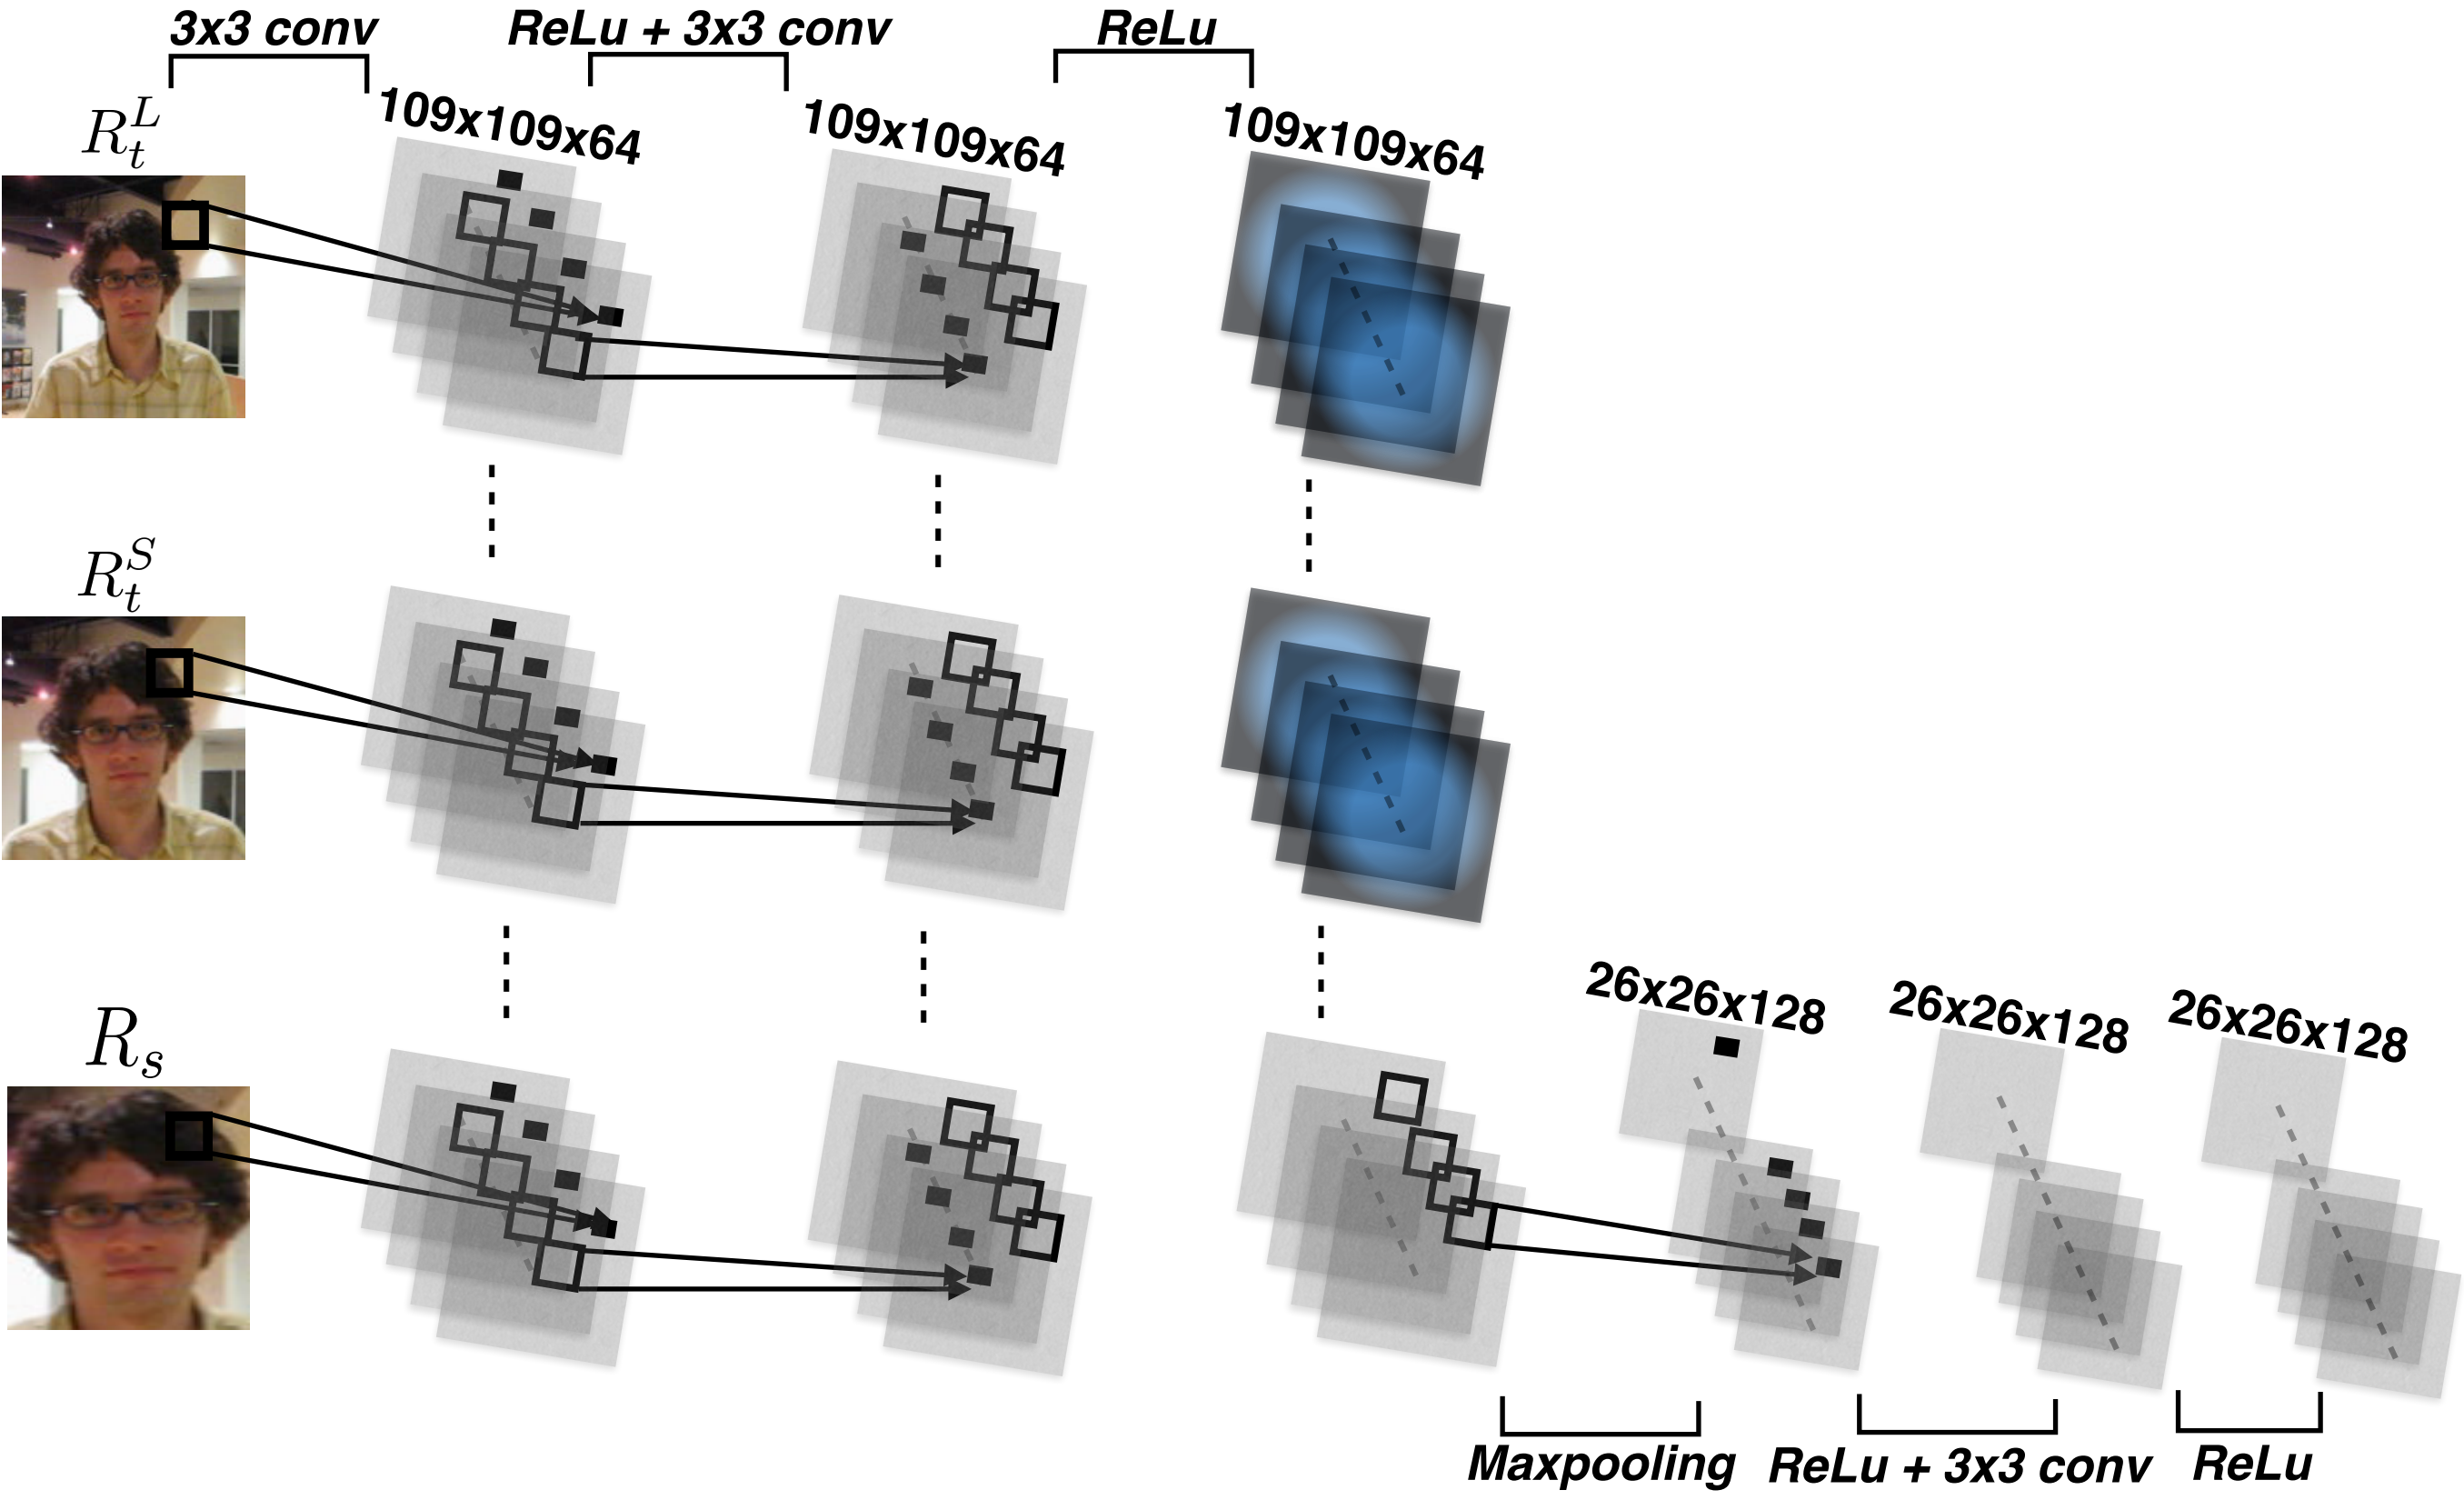 3x3 conv
ReLu + 3x3 conv
ReLu
R_t^L
109x109x64
109x109x64
109x109x64
R_t^S
R_s
26x26x128
26x26x128
26x26x128
Maxpooling
ReLu + 3x3 conv
ReLu